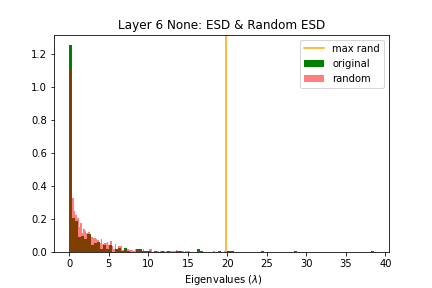 Layer 6 None: ESD & Random ESD
max rand
original
random
1.2
1.0
0.8
0.6
0.4
0.2
0.0
0 5 10 15 20 25 30 35 40
Eigenvalues (λ)